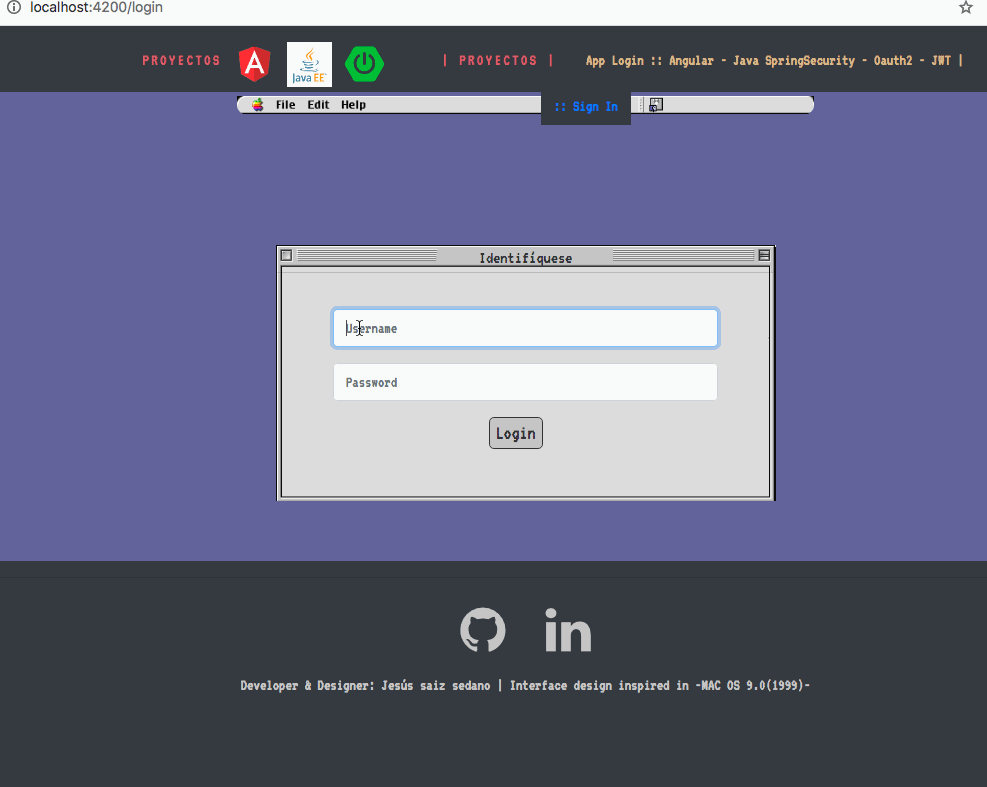 localhost:4200/login
PROYECTOS
Java EE
| PROYECTOS |
App Login :: Angular - Java SpringSecurity - Oauth2 - JWT |
File Edit Help
:: Sign In
Identifíquese
Username
Password
Login
Developer & Designer: Jesús saiz sedano | Interface design inspired in -MAC OS 9.0(1999)-